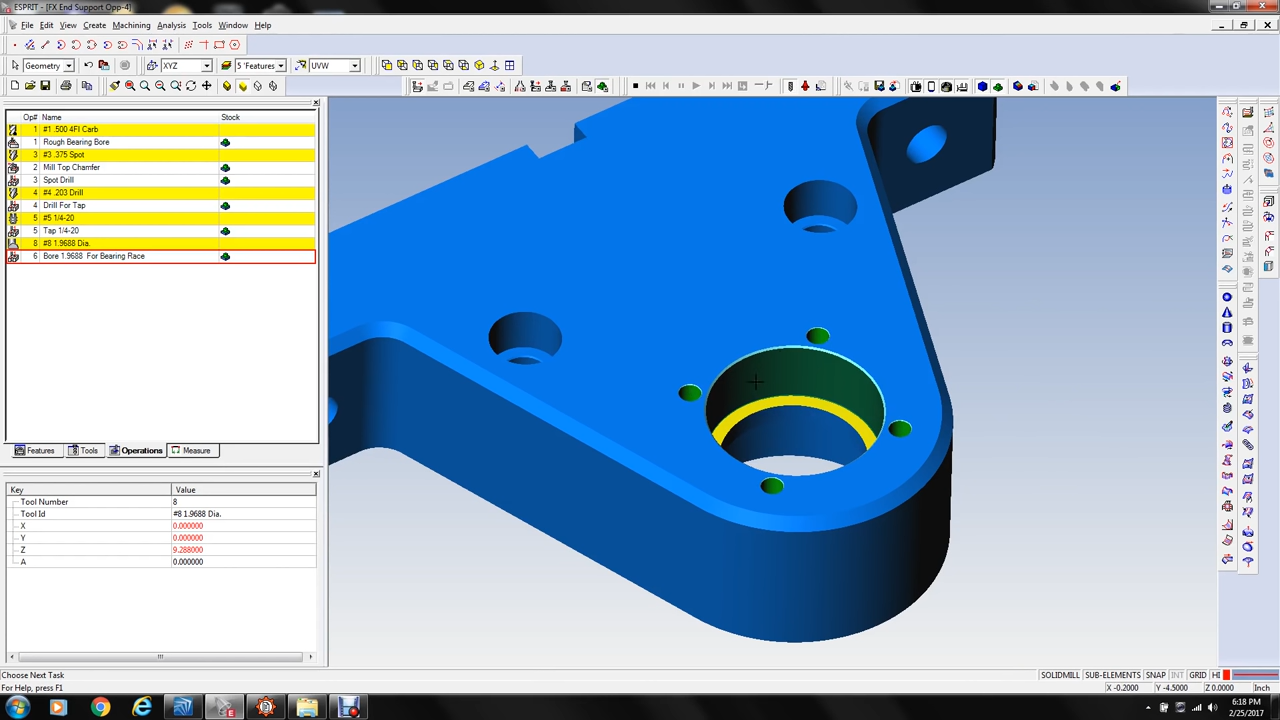 ESPRIT - [FX End Support Opp-4]
File Edit View Create Machining Analysis Tools Window Help
Geometry XYZ 5 'Features UVW
Op# Name Stock
1 #1 .500 4Fl Carb
1 Rough Bearing Bore
3 #3 .375 Spot
2 Mill Top Chamfer
3 Spot Drill
4 #4 .203 Drill
4 Drill For Tap
5 #5 1/4-20
5 Tap 1/4-20
8 #8 1.9688 Dia.
6 Bore 1.9688 For Bearing Race
Features Tools Operations Measure
Key Value
Tool Number 8
Tool Id #8 1.9688 Dia.
X 0.000000
Y 0.000000
Z 9.288000
A 0.000000
Choose Next Task
SOLIDMILL SUB-ELEMENTS SNAP INT GRID HI
For Help, press F1
X -0.2000 Y -4.5000 Z 0.0000 Inch
6:18 PM
2/25/2017